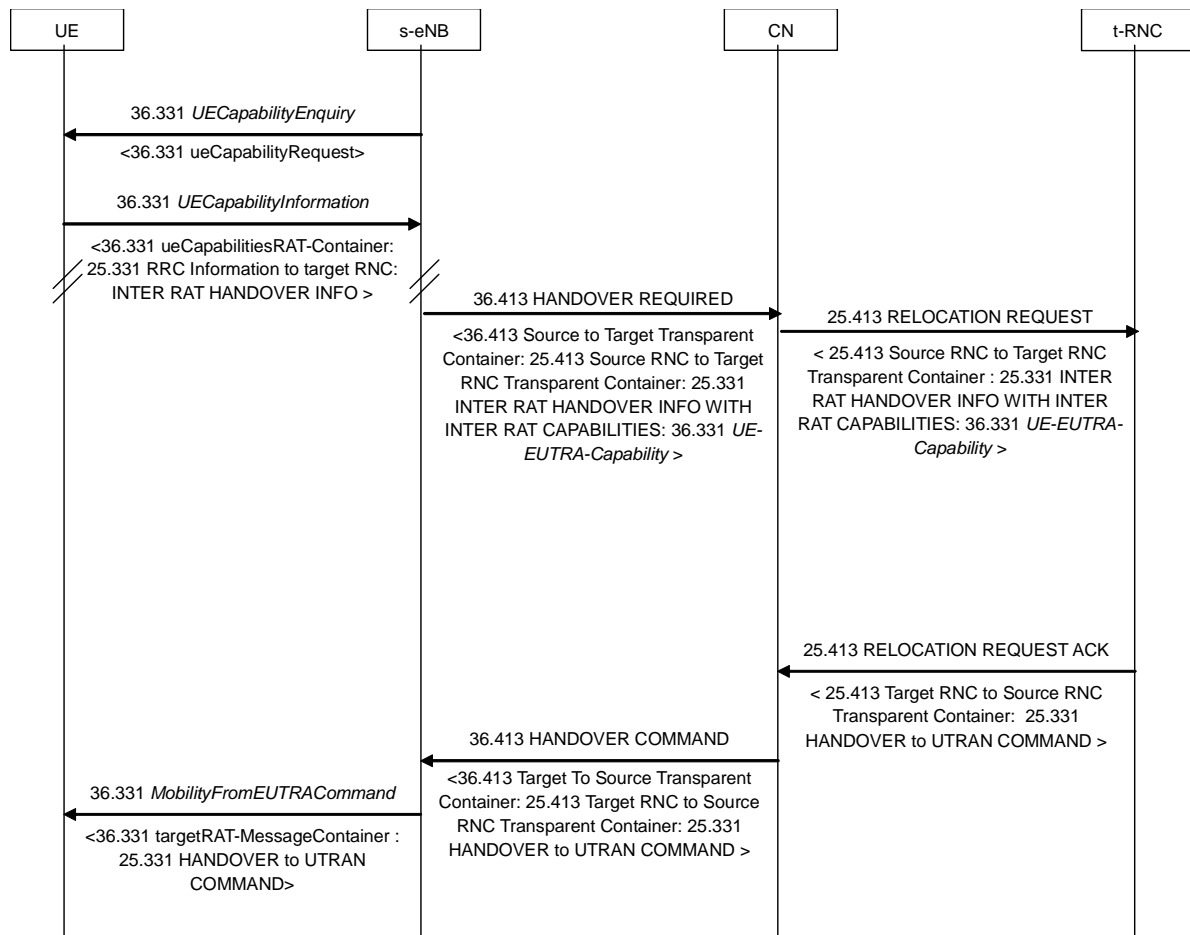 UE
s-eNB
CN
t-RNC
36.331 UECapabilityEnquiry
<36.331 ueCapabilityRequest>
36.331 UECapabilityInformation
<36.331 ueCapabilitiesRAT-Container:
25.331 RRC Information to target RNC:
INTER RAT HANDOVER INFO >
36.413 HANDOVER REQUIRED
<36.413 Source to Target Transparent
Container: 25.413 Source RNC to Target
RNC Transparent Container: 25.331
INTER RAT HANDOVER INFO WITH
INTER RAT CAPABILITIES: 36.331 UE-
EUTRA-Capability >
25.413 RELOCATION REQUEST
< 25.413 Source RNC to Target RNC
Transparent Container : 25.331 INTER
RAT HANDOVER INFO WITH INTER
RAT CAPABILITIES: 36.331 UE-EUTRA-
Capability >
25.413 RELOCATION REQUEST ACK
< 25.413 Target RNC to Source RNC
Transparent Container:  25.331
HANDOVER to UTRAN COMMAND >
36.413 HANDOVER COMMAND
<36.413 Target To Source Transparent
Container: 25.413 Target RNC to Source
RNC Transparent Container: 25.331
HANDOVER to UTRAN COMMAND >
36.331 MobilityFromEUTRACommand
<36.331 targetRAT-MessageContainer :
25.331 HANDOVER to UTRAN
COMMAND>